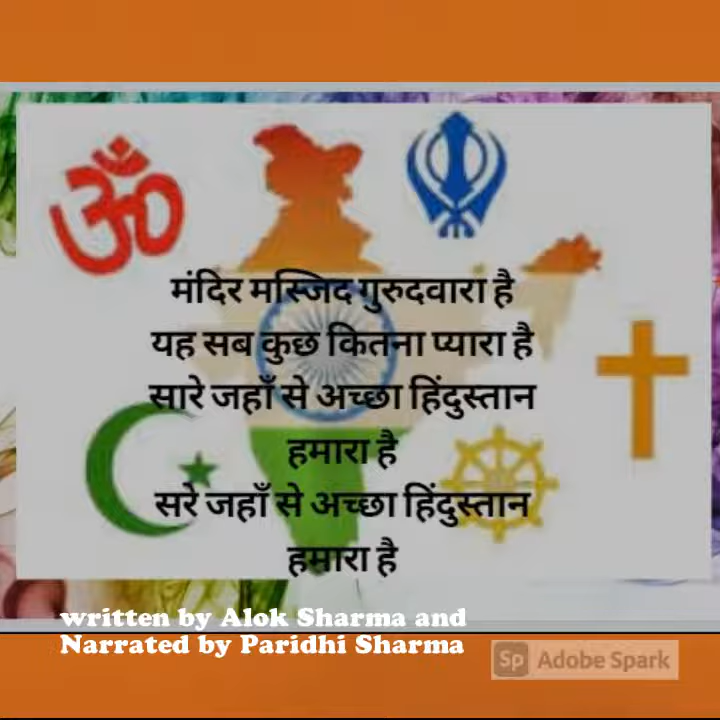 मंदिर मस्जिद गुरुदवारा है
यह सब कुछ कितना प्यारा है
सारे जहाँ से अच्छा हिंदुस्तान
हमारा है
सरे जहाँ से अच्छा हिंदुस्तान
हमारा है
written by Alok Sharma and
Narrated by Paridhi Sharma
Sp Adobe Spark